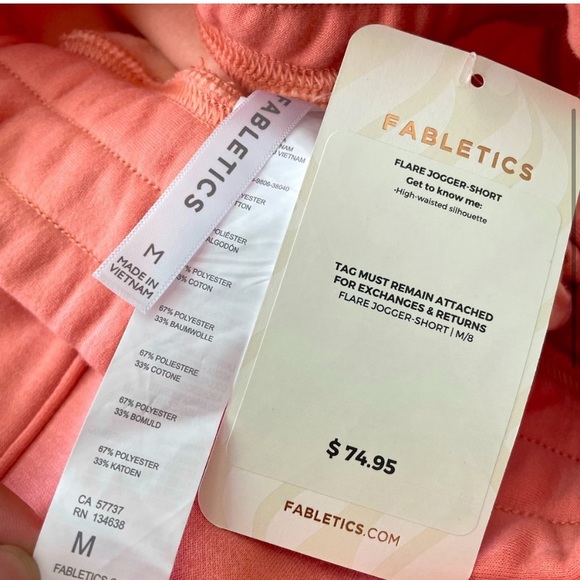 FABLETICS
FLARE JOGGER-SHORT
Get to know me:
-High-waisted silhouette
TAG MUST REMAIN ATTACHED
FOR EXCHANGES & RETURNS
FLARE JOGGER-SHORT | M/8
$ 74.95
FABLETICS.COM
FABLETICS
M
MADE IN
VIETNAM
VIETNAM
67% POLYESTER
33% BAUMWOLLE
67% POLIESTERE
33% COTONE
67% POLYESTER
33% BOMULD
67% POLYESTER
33% KATOEN
CA 57737
RN 134638
M
FABLETICS